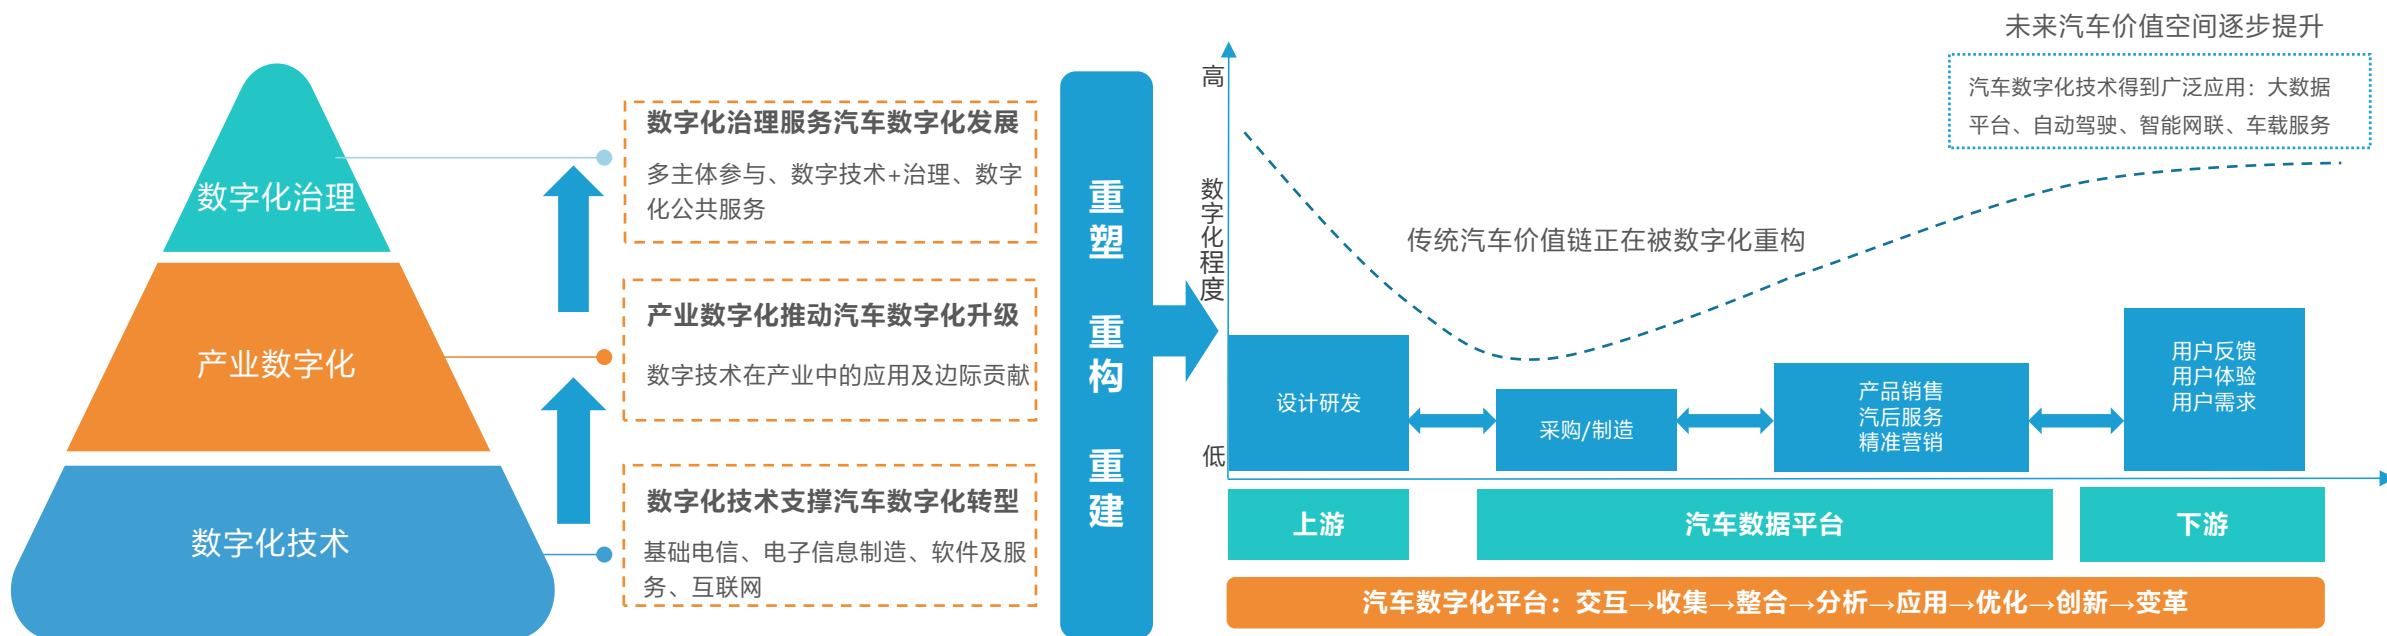 数字化治理
产业数字化
数字化技术
数字化治理服务汽车数字化发展
多主体参与、数字技术+治理、数字
化公共服务
产业数字化推动汽车数字化升级
数字技术在产业中的应用及边际贡献
数字化技术支撑汽车数字化转型
基础电信、电子信息制造、软件及服
务、互联网
重塑
重构
重建
未来汽车价值空间逐步提升
汽车数字化技术得到广泛应用：大数据
平台、自动驾驶、智能网联、车载服务
高
数字化程度
低
传统汽车价值链正在被数字化重构
设计研发
采购/制造
产品销售
汽后服务
精准营销
用户反馈
用户体验
用户需求
上游
汽车数据平台
下游
汽车数字化平台：交互→收集→整合→分析→应用→优化→创新→变革